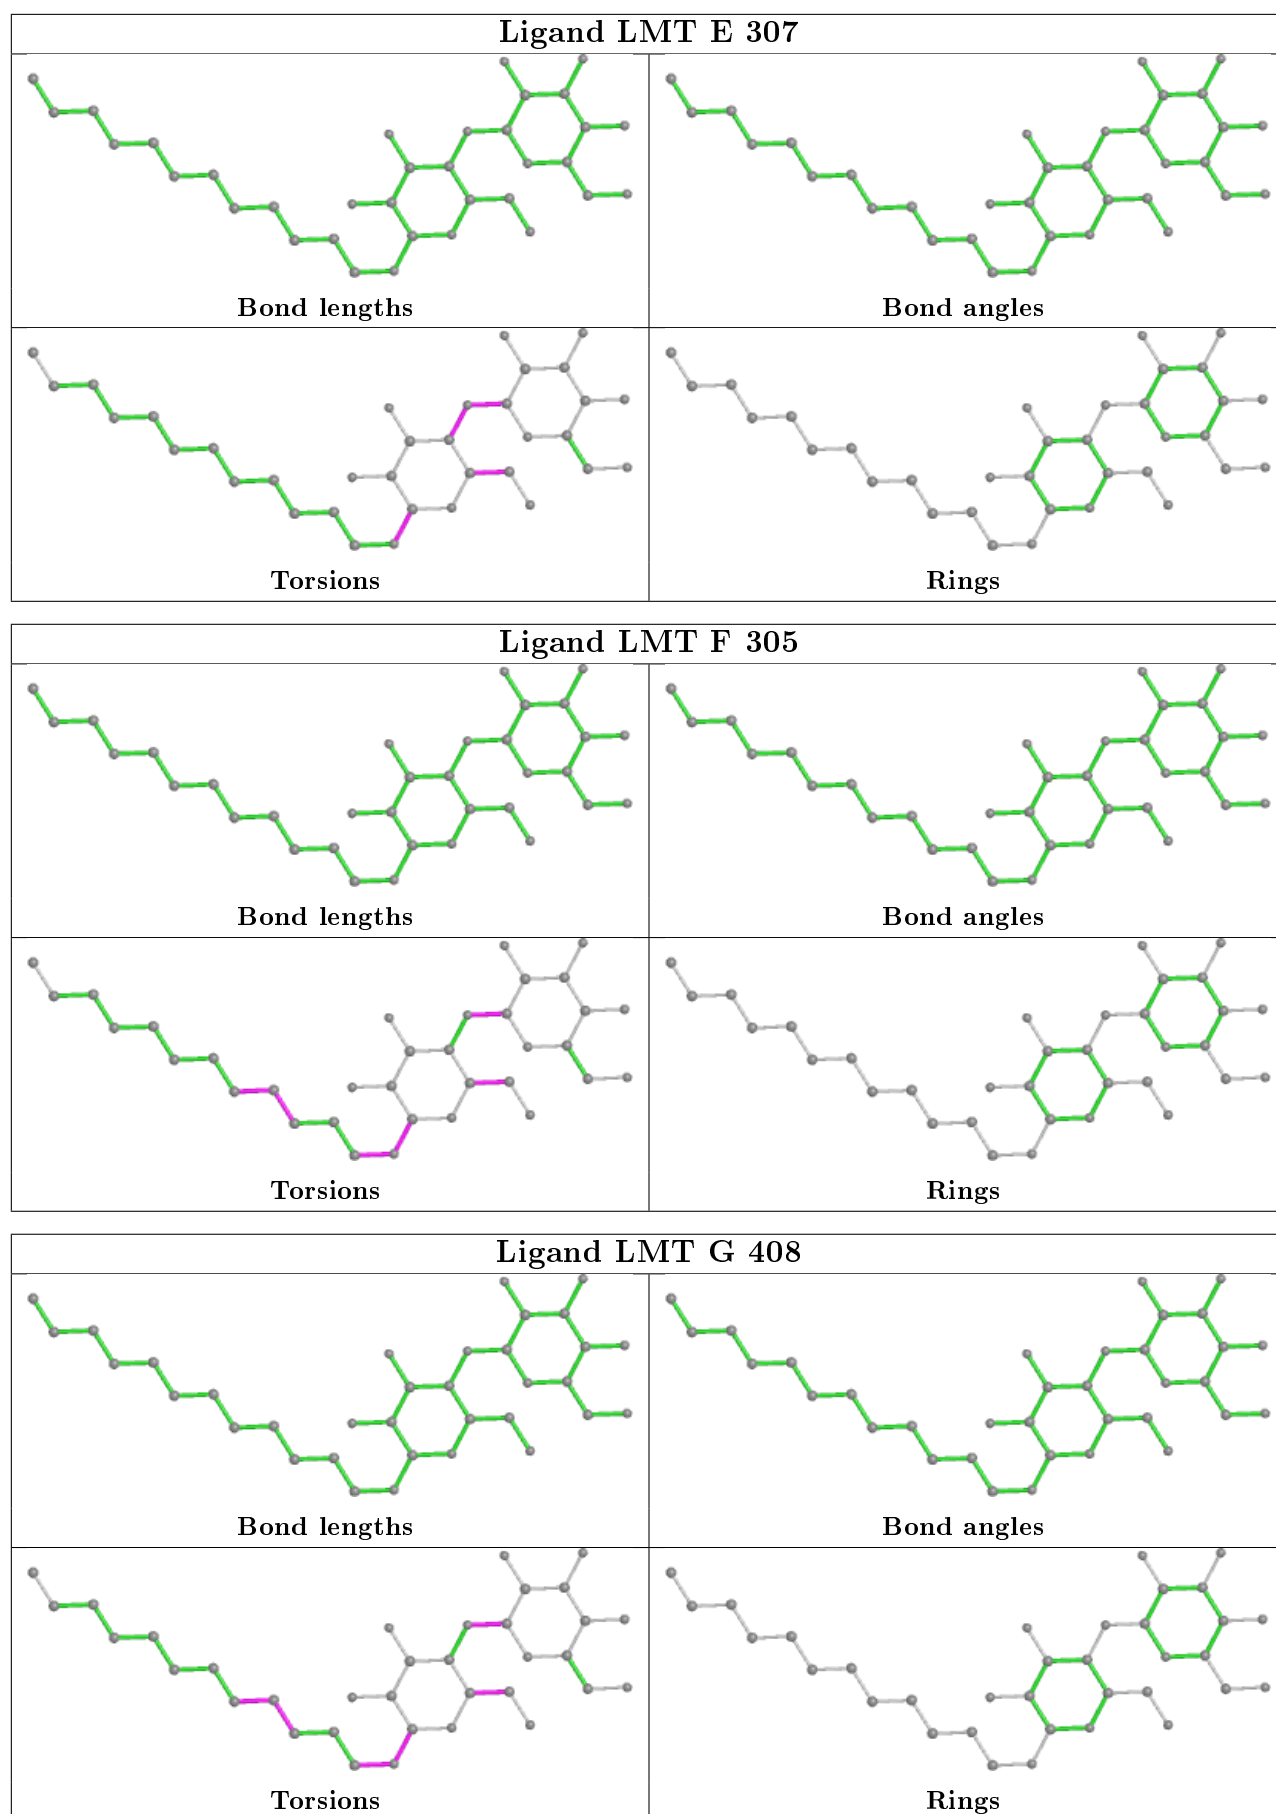 Ligand LMT E 307
Bond lengths
Bond angles
Torsions
Rings
Ligand LMT F 305
Bond lengths
Bond angles
Torsions
Rings
Ligand LMT G 408
Bond lengths
Bond angles
Torsions
Rings